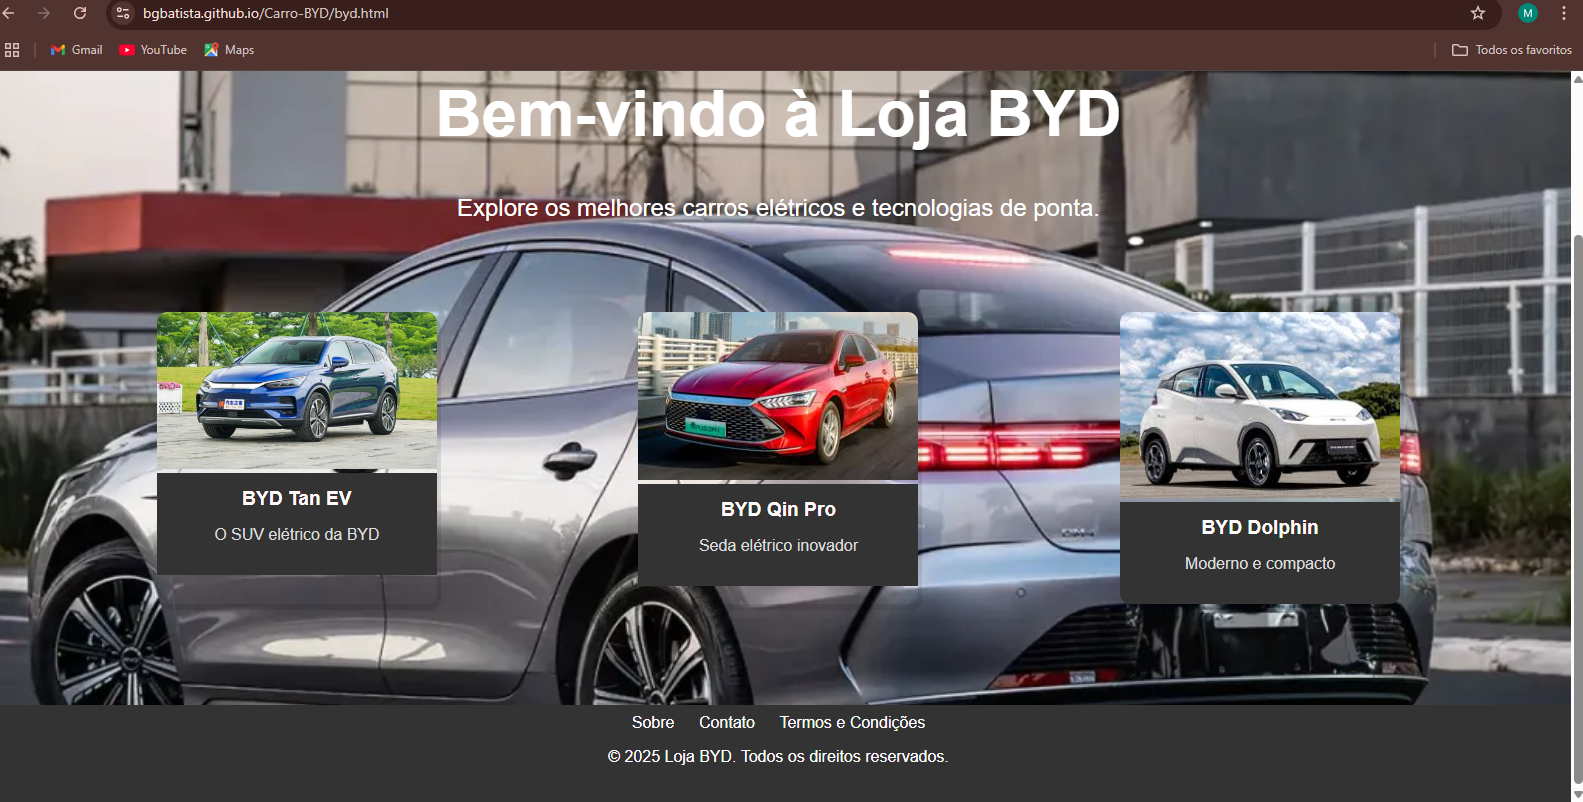 bgbatista.github.io/Carro-BYD/byd.html
M
Gmail
YouTube
Maps
Todos os favoritos
Bem-vindo à Loja BYD
Explore os melhores carros elétricos e tecnologias de ponta.
BYD Tan EV
O SUV elétrico da BYD
BYD Qin Pro
Seda elétrico inovador
BYD Dolphin
Moderno e compacto
Sobre
Contato
Termos e Condições
© 2025 Loja BYD. Todos os direitos reservados.